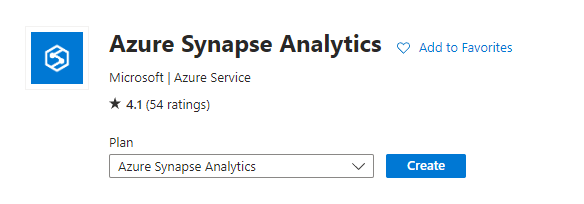 Azure Synapse Analytics
Add to Favorites
Microsoft | Azure Service
★ 4.1 (54 ratings)
Plan
Azure Synapse Analytics
Create